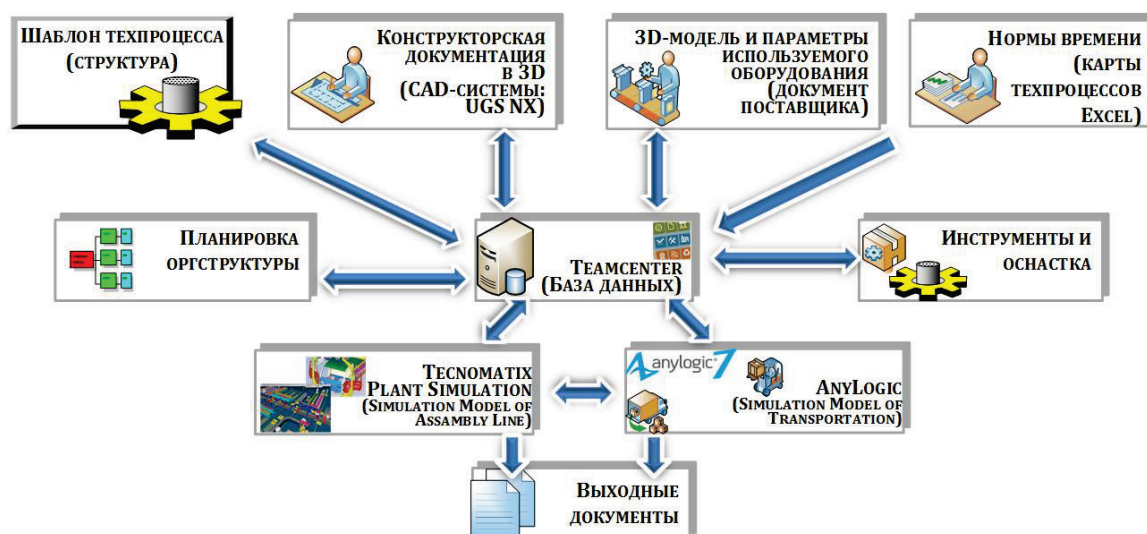 Шаблон техпроцесса
(структура)
Конструкторская
документация
в 3D
(CAD-системы:
UGS NX)
3D-модель и параметры
используемого
оборудования
(документ
поставщика)
Нормы времени
(карты
техпроцессов
Excel)
Планировка
оргструктуры
Teamcenter
(База данных)
Инструменты и
оснастка
Tecnomatix
Plant Simulation
(Simulation Model of
Assambly Line)
anylogic 7
AnyLogic
(Simulation Model of
Transportation)
Выходные
документы